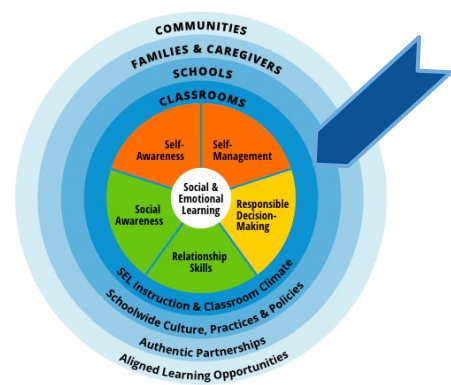 COMMUNITIES
FAMILIES & CAREGIVERS
SCHOOLS
CLASSROOMS
Self-
Awareness
Self-
Management
Social &
Emotional
Learning
Social
Awareness
Responsible
Decision-
Making
Relationship
Skills
SEL Instruction & Classroom Climate
Schoolwide Culture, Practices & Policies
Authentic Partnerships
Aligned Learning Opportunities